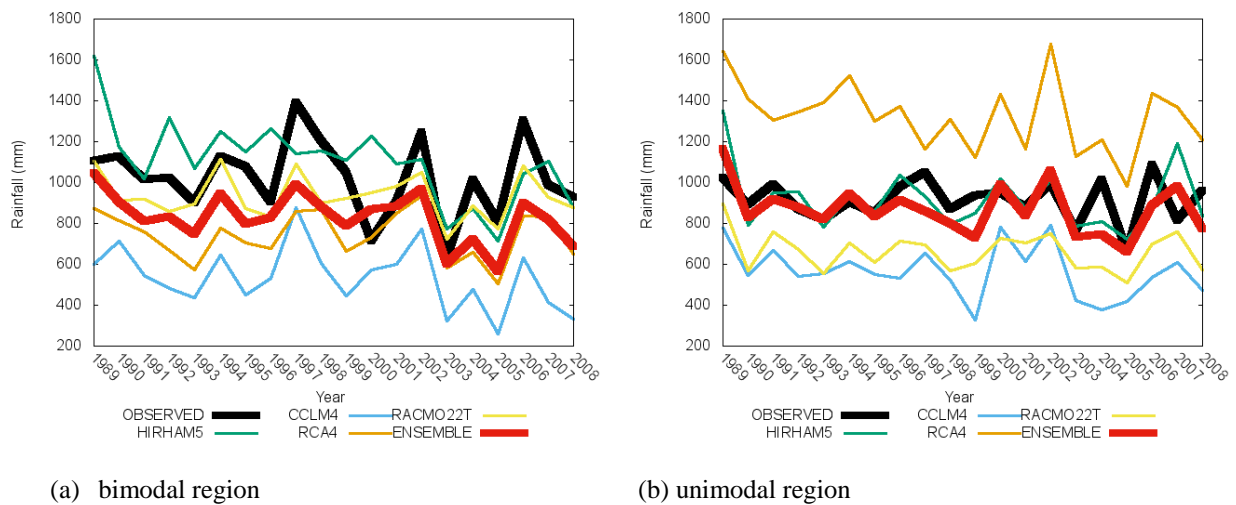 1800
1600
1400
1200
1000
800
600
400
200
Rainfall (mm)
1989 1990 1991 1992 1993 1994 1995 1996 1997 1998 1999 2000 2001 2002 2003 2004 2005 2006 2007 2008
Year
OBSERVED CCLM4 RACMO22T
HIRHAM5 RCA4 ENSEMBLE
(a) bimodal region
1800
1600
1400
1200
1000
800
600
400
200
Rainfall (mm)
1989 1990 1991 1992 1993 1994 1995 1996 1997 1998 1999 2000 2001 2002 2003 2004 2005 2006 2007 2008
Year
OBSERVED CCLM4 RACMO22T
HIRHAM5 RCA4 ENSEMBLE
(b) unimodal region